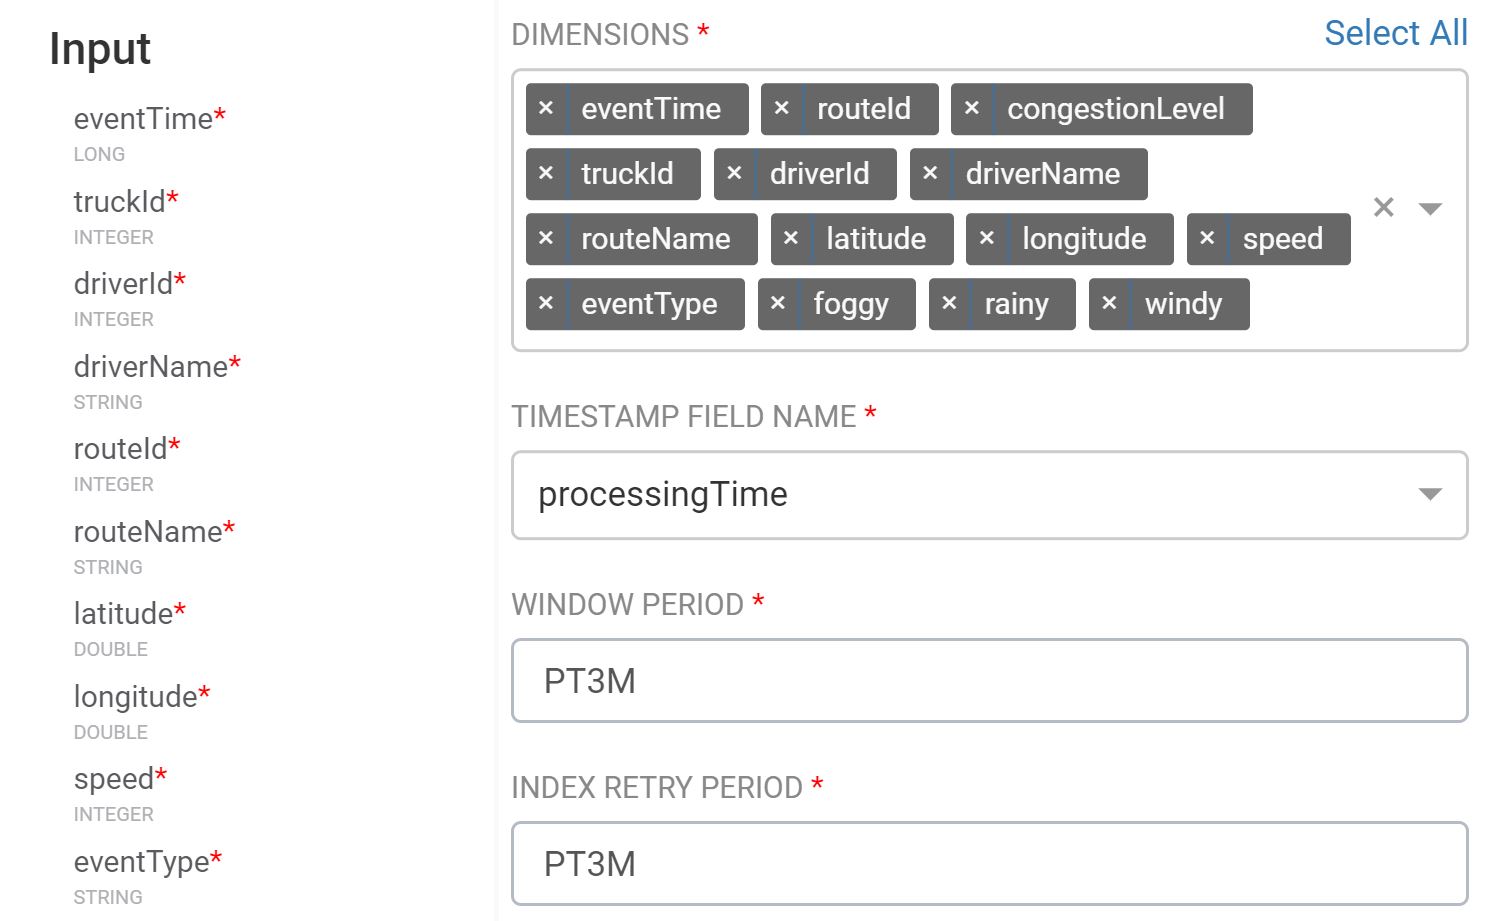 Input
eventTime*
LONG
truckId*
INTEGER
driverId*
INTEGER
driverName*
STRING
routeId*
INTEGER
routeName*
STRING
latitude*
DOUBLE
longitude*
DOUBLE
speed*
INTEGER
eventType*
STRING
DIMENSIONS * Select All
× eventTime × routeId × congestionLevel
× truckId × driverId × driverName
× routeName × latitude × longitude × speed
× eventType × foggy × rainy × windy
TIMESTAMP FIELD NAME *
processingTime
WINDOW PERIOD *
PT3M
INDEX RETRY PERIOD *
PT3M